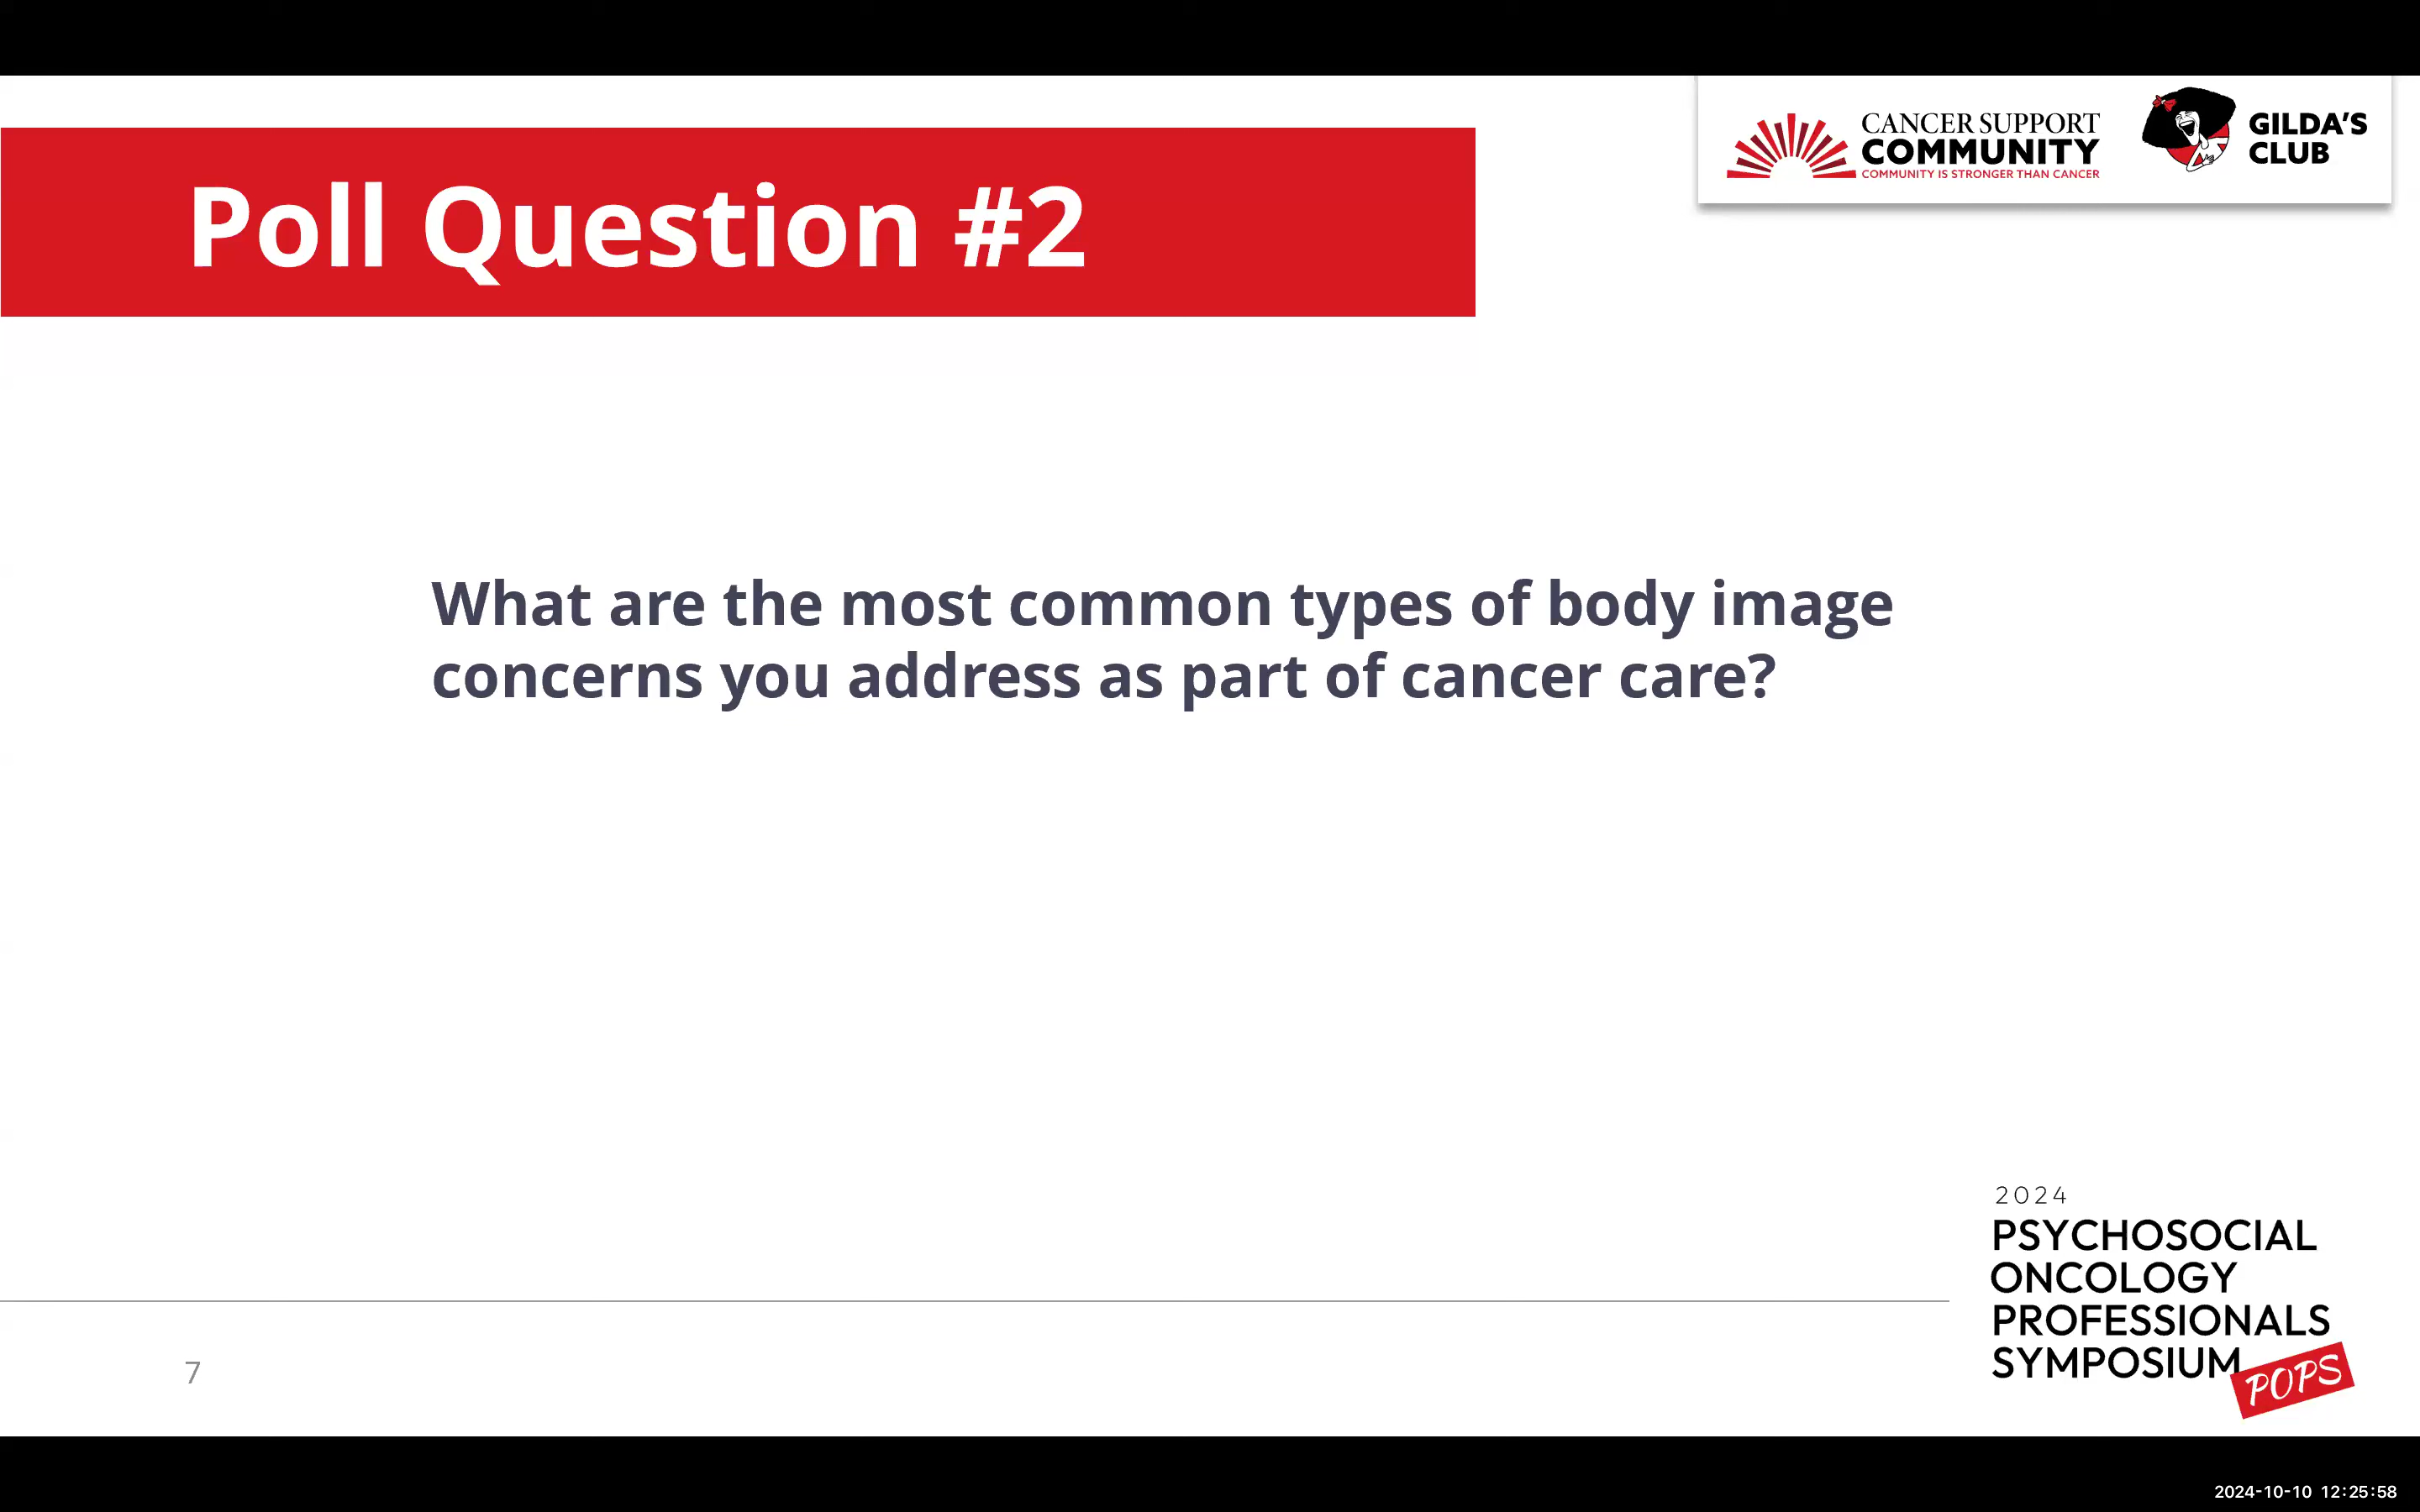 Poll Question #2
CANCER SUPPORT
COMMUNITY
COMMUNITY IS STRONGER THAN CANCER
GILDA'S
CLUB
What are the most common types of body image
concerns you address as part of cancer care?
2024
PSYCHOSOCIAL
ONCOLOGY
PROFESSIONALS
SYMPOSIUM
POPS
7
2024-10-10 12:25:58